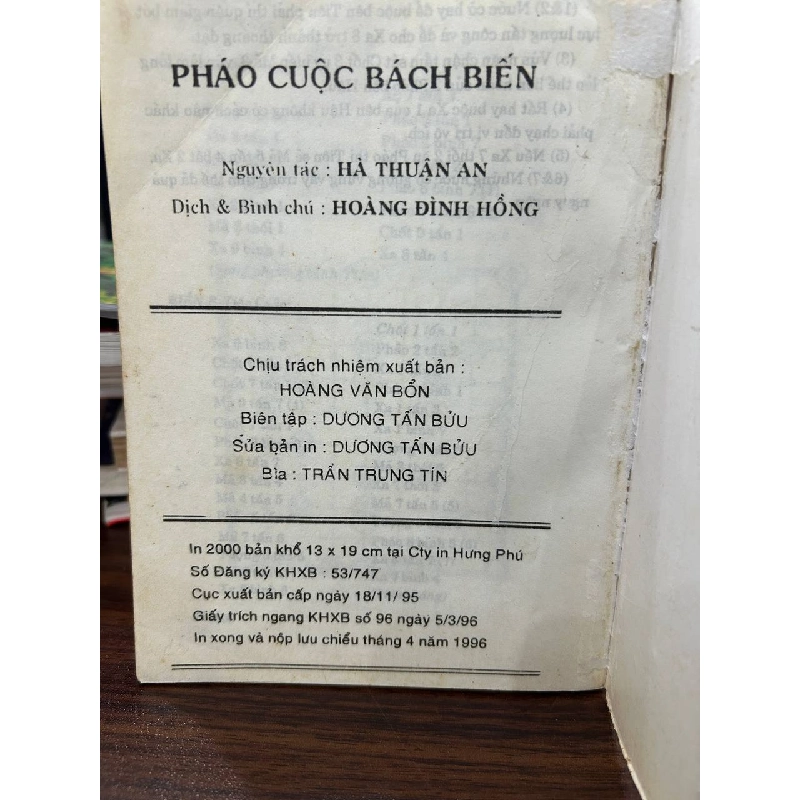 PHÁO CUỘC BÁCH BIẾN
Nguyên tác : HÀ THUẬN AN
Dịch & Bình chú : HOÀNG ĐÌNH HỒNG
Chịu trách nhiệm xuất bản :
HOÀNG VĂN BỔN
Biên tập : DƯƠNG TẤN BỬU
Sửa bản in : DƯƠNG TẤN BỬU
Bìa : TRẦN TRUNG TÍN
In 2000 bản khổ 13 x 19 cm tại Cty in Hưng Phú
Số Đăng ký KHXB : 53/747
Cục xuất bản cấp ngày 18/11/ 95
Giấy trích ngang KHXB số 96 ngày 5/3/96
In xong và nộp lưu chiểu tháng 4 năm 1996